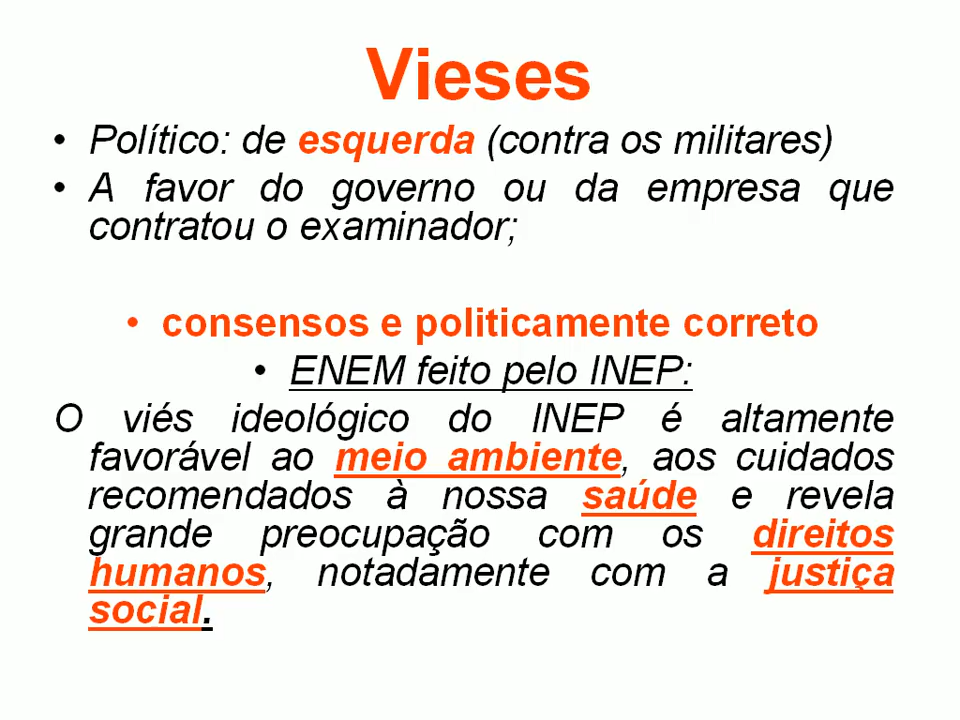 Vieses
• Político: de esquerda (contra os militares)
• A favor do governo ou da empresa que
contratou o examinador;
• consensos e politicamente correto
• ENEM feito pelo INEP:
O viés ideológico do INEP é altamente
favorável ao meio ambiente, aos cuidados
recomendados à nossa saúde e revela
grande preocupação com os direitos
humanos, notadamente com a justiça
social.